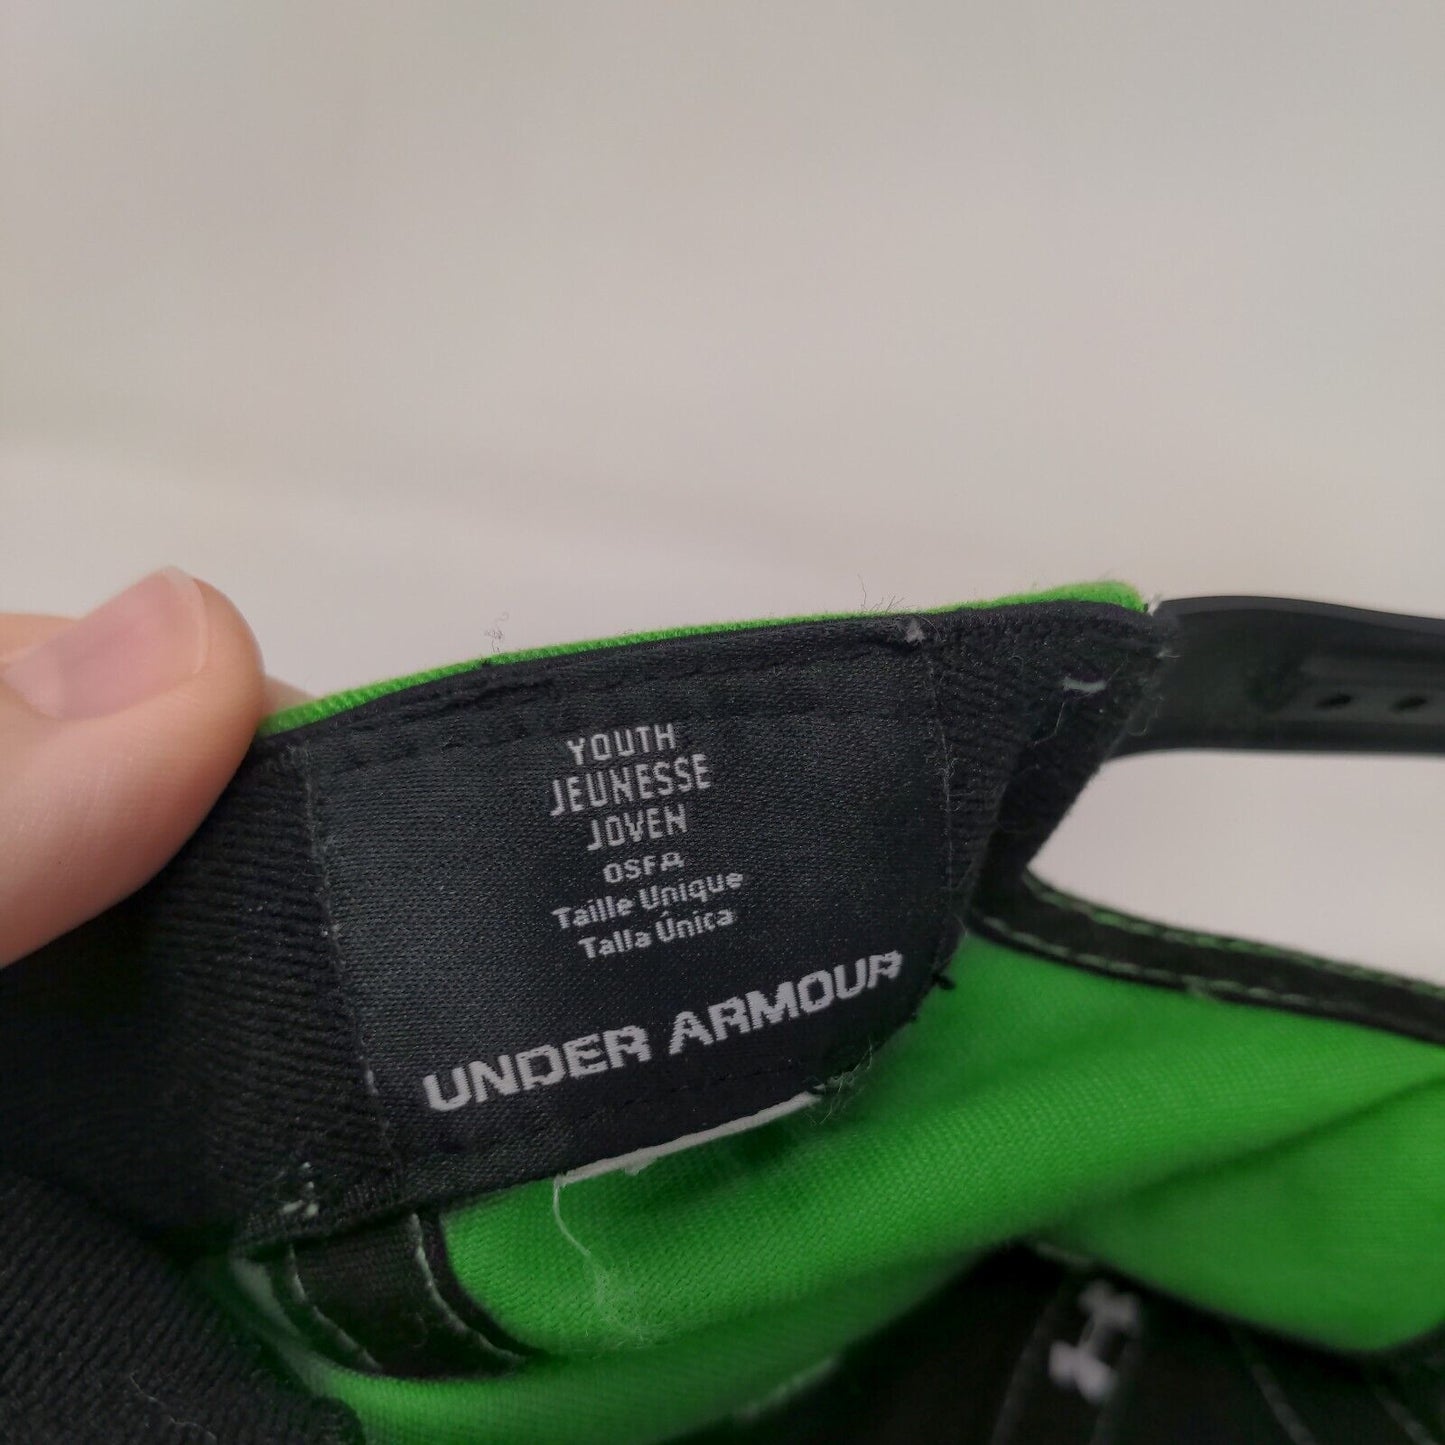 YOUTH
JEUNESSE
JOVEN
OSFA
Taille Unique
Talla Única
UNDER ARMOUR